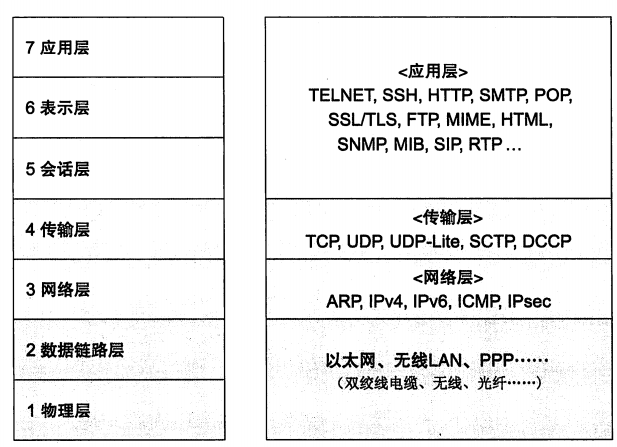 7 应用层
6 表示层
5 会话层
4 传输层
3 网络层
2 数据链路层
1 物理层
<应用层>
TELNET, SSH, HTTP, SMTP, POP,
SSL/TLS, FTP, MIME, HTML,
SNMP, MIB, SIP, RTP …
<传输层>
TCP, UDP, UDP-Lite, SCTP, DCCP
<网络层>
ARP, IPv4, IPv6, ICMP, IPsec
以太网、无线LAN、PPP……
（双绞线电缆、无线、光纤……）